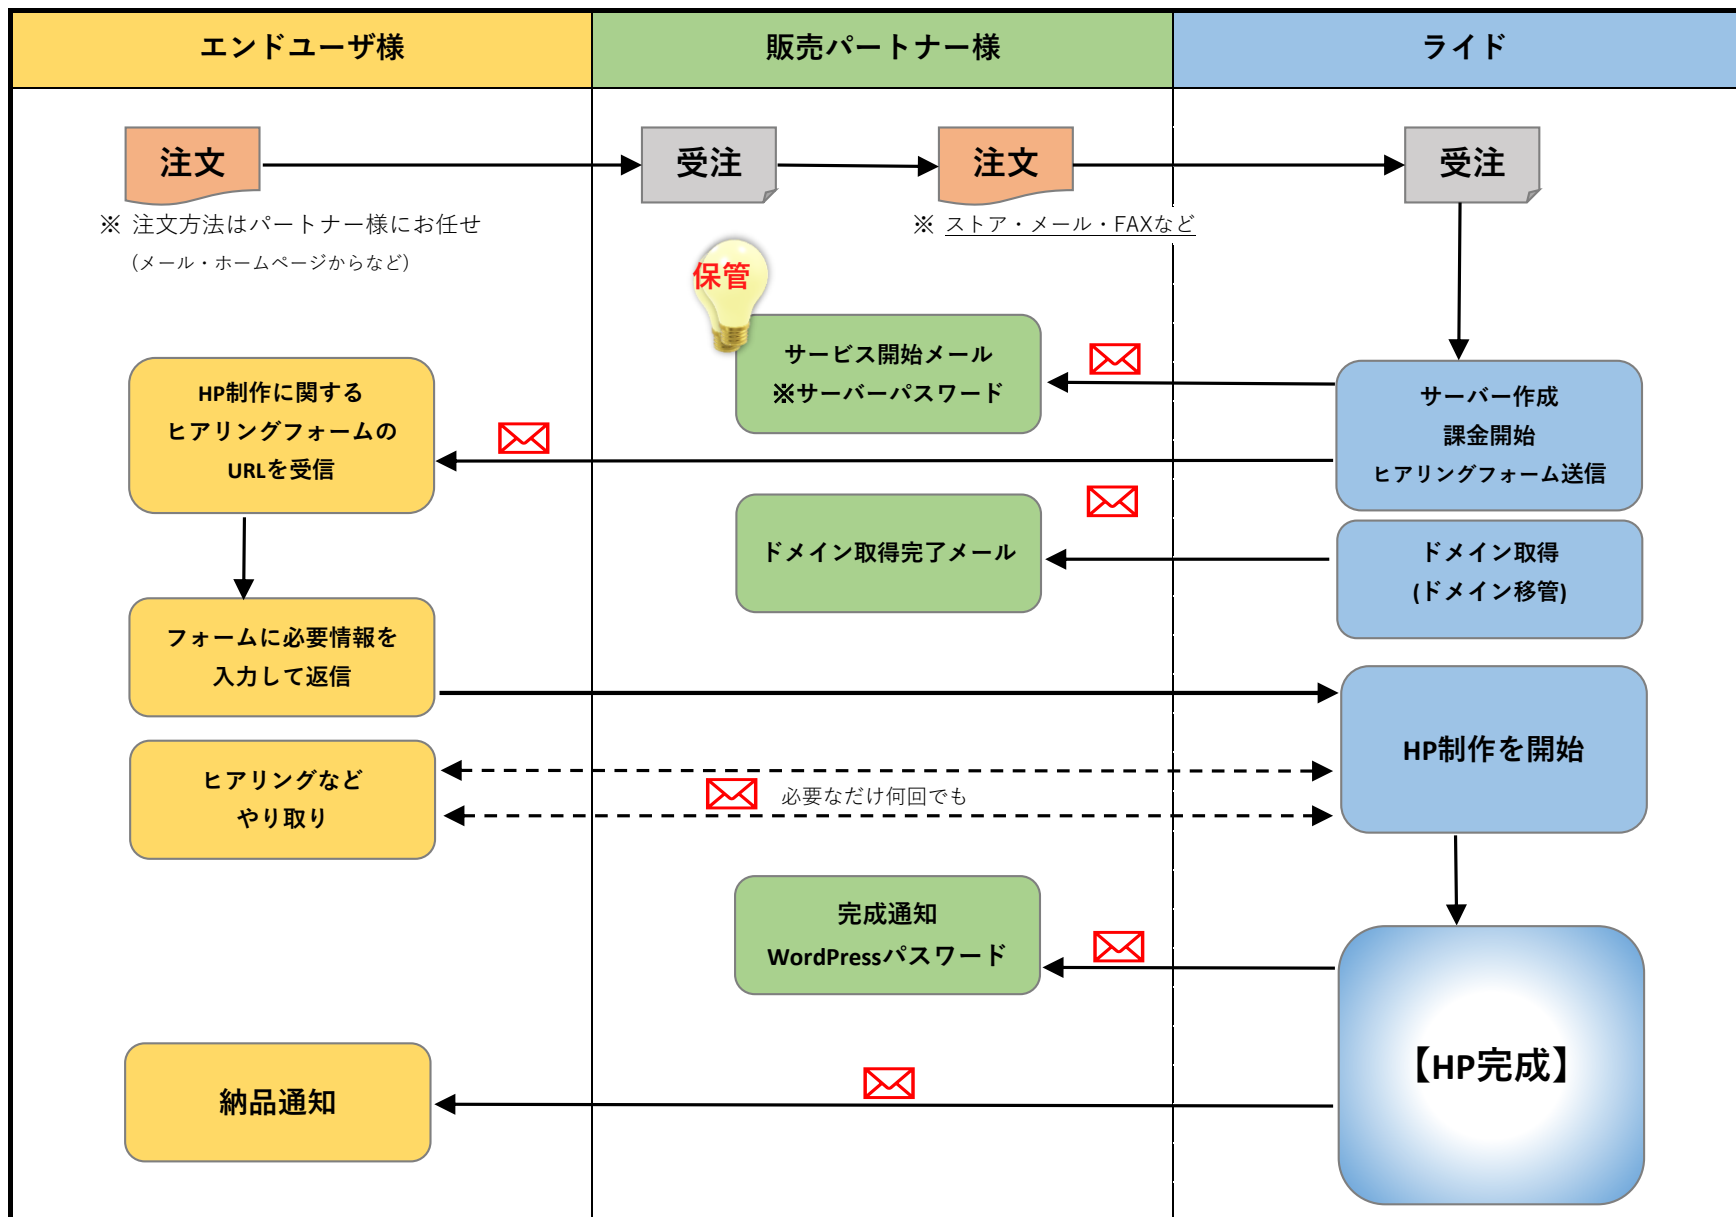 エンドユーザ様
販売パートナー様
ライド
注文
受注
注文
受注
※ 注文方法はパートナー様にお任せ
(メール・ホームページからなど)
※ ストア・メール・FAXなど
保管
サービス開始メール
※サーバーパスワード
HP制作に関する
ヒアリングフォームの
URLを受信
サーバー作成
課金開始
ヒアリングフォーム送信
ドメイン取得完了メール
ドメイン取得
(ドメイン移管)
フォームに必要情報を
入力して返信
HP制作を開始
ヒアリングなど
やり取り
必要なだけ何回でも
完成通知
WordPressパスワード
【HP完成】
納品通知